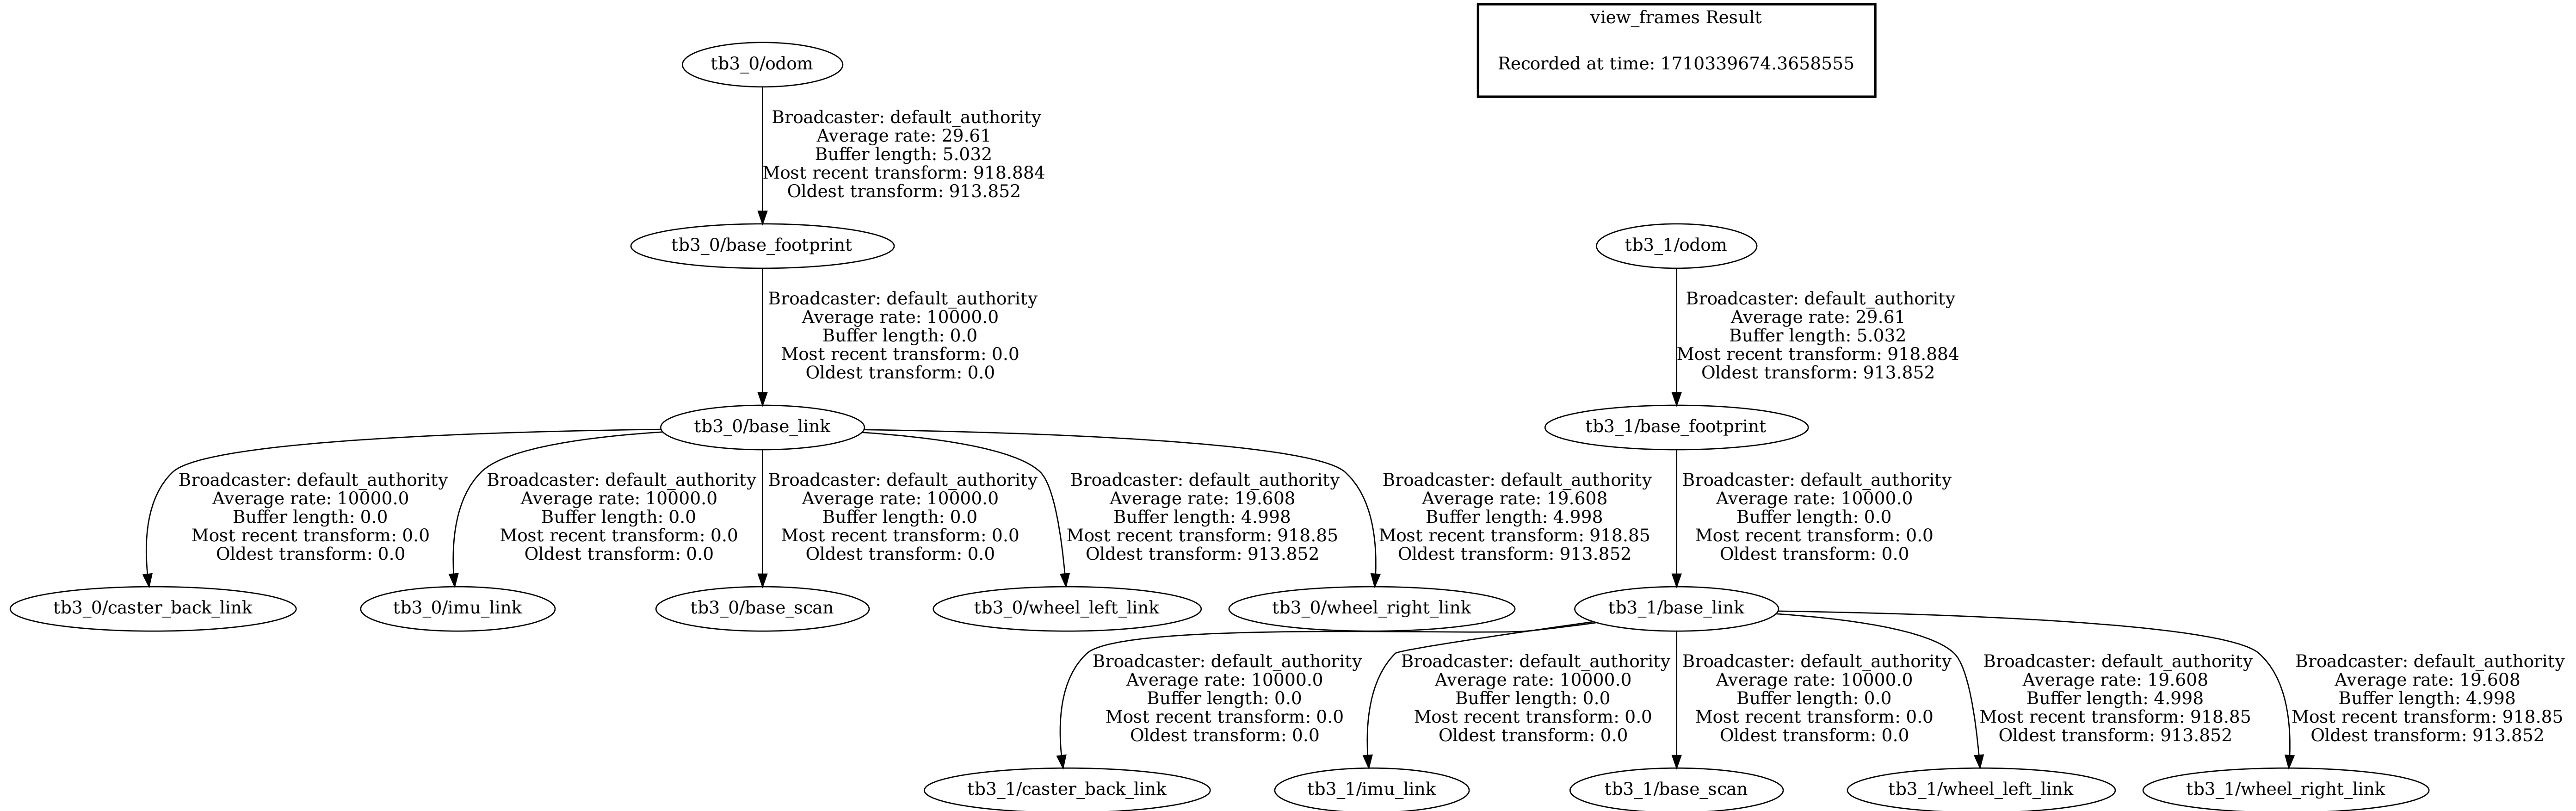 view_frames Result
Recorded at time: 1710339674.3658555
tb3_0/odom
Broadcaster: default_authority
Average rate: 29.61
Buffer length: 5.032
Most recent transform: 918.884
Oldest transform: 913.852
tb3_0/base_footprint
Broadcaster: default_authority
Average rate: 10000.0
Buffer length: 0.0
Most recent transform: 0.0
Oldest transform: 0.0
tb3_0/base_link
Broadcaster: default_authority
Average rate: 10000.0
Buffer length: 0.0
Most recent transform: 0.0
Oldest transform: 0.0
Broadcaster: default_authority
Average rate: 10000.0
Buffer length: 0.0
Most recent transform: 0.0
Oldest transform: 0.0
Broadcaster: default_authority
Average rate: 10000.0
Buffer length: 0.0
Most recent transform: 0.0
Oldest transform: 0.0
Broadcaster: default_authority
Average rate: 19.608
Buffer length: 4.998
Most recent transform: 918.85
Oldest transform: 913.852
Broadcaster: default_authority
Average rate: 19.608
Buffer length: 4.998
Most recent transform: 918.85
Oldest transform: 913.852
tb3_0/caster_back_link
tb3_0/imu_link
tb3_0/base_scan
tb3_0/wheel_left_link
tb3_0/wheel_right_link
tb3_1/odom
Broadcaster: default_authority
Average rate: 29.61
Buffer length: 5.032
Most recent transform: 918.884
Oldest transform: 913.852
tb3_1/base_footprint
Broadcaster: default_authority
Average rate: 10000.0
Buffer length: 0.0
Most recent transform: 0.0
Oldest transform: 0.0
tb3_1/base_link
Broadcaster: default_authority
Average rate: 10000.0
Buffer length: 0.0
Most recent transform: 0.0
Oldest transform: 0.0
Broadcaster: default_authority
Average rate: 10000.0
Buffer length: 0.0
Most recent transform: 0.0
Oldest transform: 0.0
Broadcaster: default_authority
Average rate: 10000.0
Buffer length: 0.0
Most recent transform: 0.0
Oldest transform: 0.0
Broadcaster: default_authority
Average rate: 19.608
Buffer length: 4.998
Most recent transform: 918.85
Oldest transform: 913.852
Broadcaster: default_authority
Average rate: 19.608
Buffer length: 4.998
Most recent transform: 918.85
Oldest transform: 913.852
tb3_1/caster_back_link
tb3_1/imu_link
tb3_1/base_scan
tb3_1/wheel_left_link
tb3_1/wheel_right_link